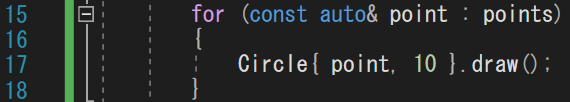 15 for (const auto& point : points)
16 {
17 Circle{ point, 10 }.draw();
18 }